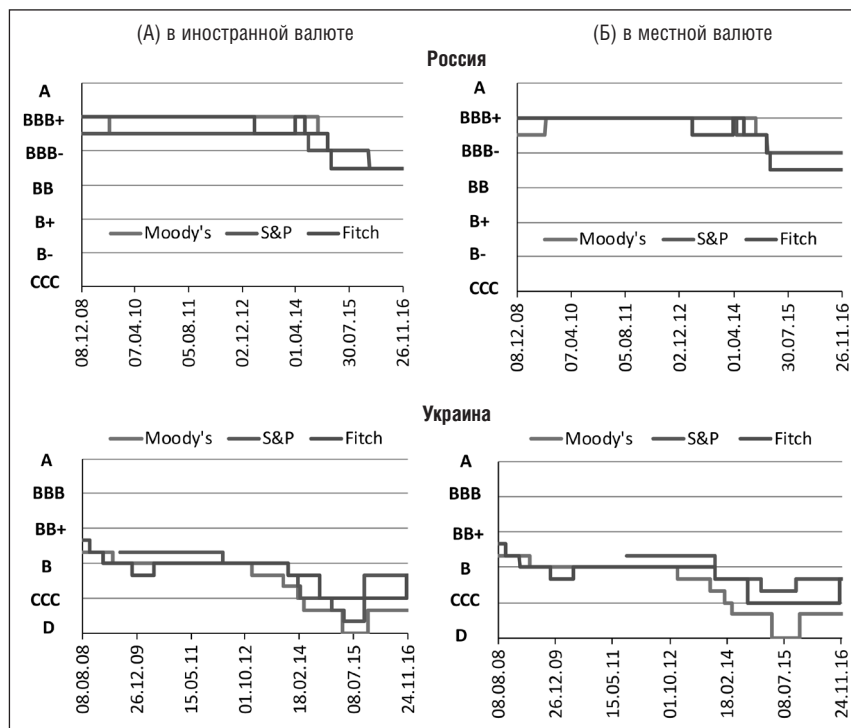 (А) в иностранной валюте
(Б) в местной валюте
Россия
A
BBB+
BBB-
BB
B+
B-
CCC
Moody's S&P Fitch
08.12.08
07.04.10
05.08.11
02.12.12
01.04.14
30.07.15
26.11.16
A
BBB+
BBB-
BB
B+
B-
CCC
Moody's S&P Fitch
08.12.08
07.04.10
05.08.11
02.12.12
01.04.14
30.07.15
26.11.16
Украина
Moody's S&P Fitch
A
BBB
BB+
B
CCC
D
08.08.08
26.12.09
15.05.11
01.10.12
18.02.14
08.07.15
24.11.16
Moody's S&P Fitch
A
BBB
BB+
B
CCC
D
08.08.08
26.12.09
15.05.11
01.10.12
18.02.14
08.07.15
24.11.16